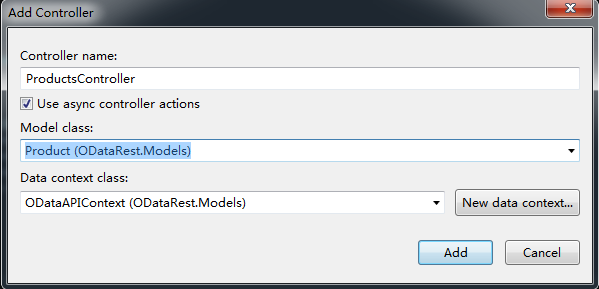 Add Controller
Controller name:
ProductsController
Use async controller actions
Model class:
Product (ODataRest.Models)
Data context class:
ODataAPIContext (ODataRest.Models)
New data context...
Add
Cancel